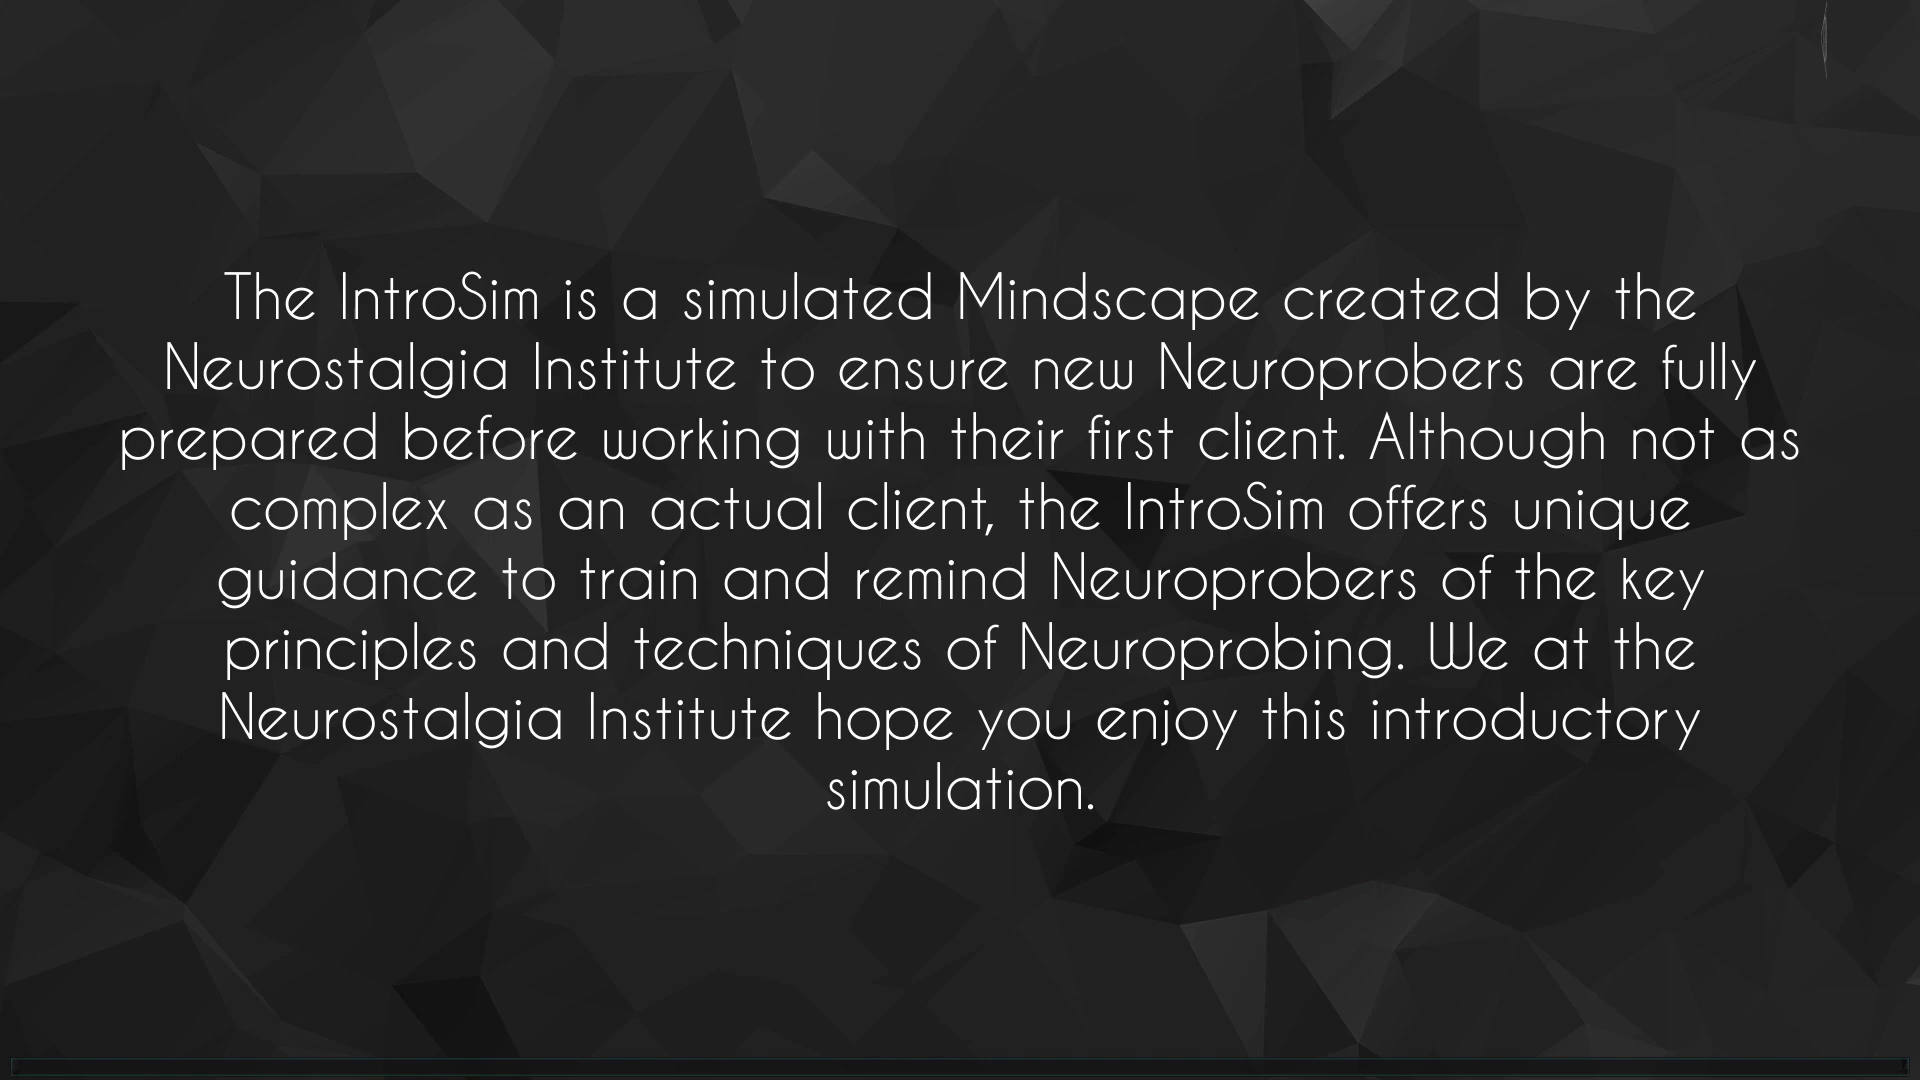 The IntroSim is a simulated Mindscape created by the
Neurostalgia Institute to ensure new Neuroprobers are fully
prepared before working with their first client. Although not as
complex as an actual client, the IntroSim offers unique
guidance to train and remind Neuroprobers of the key
principles and techniques of Neuroprobing. We at the
Neurostalgia Institute hope you enjoy this introductory
simulation.